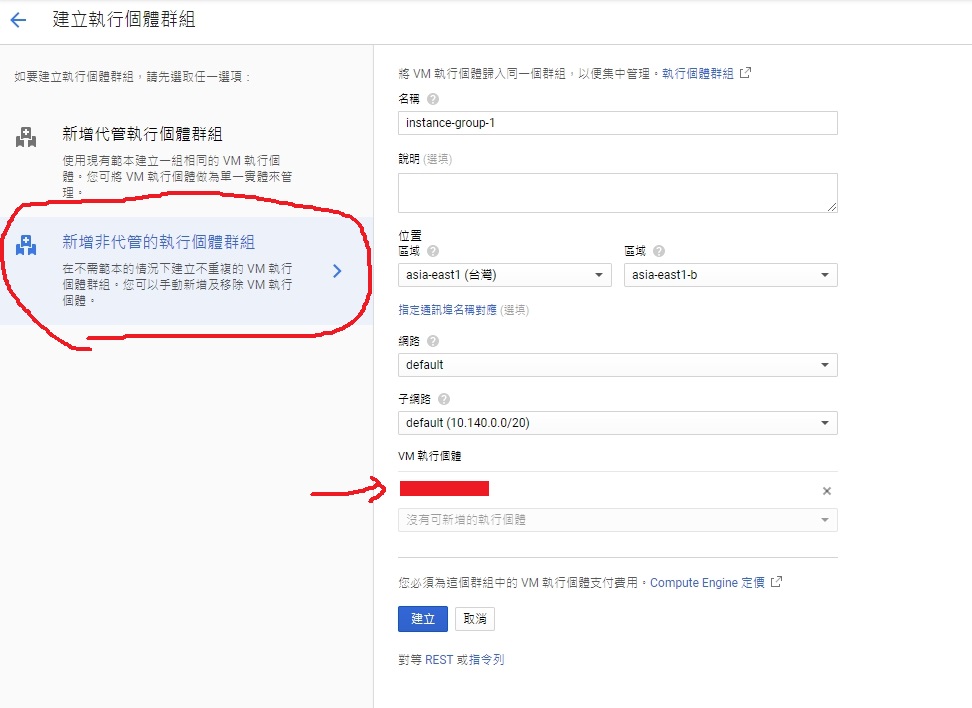 建立執行個體群組
如要建立執行個體群組，請先選取任一選項：
新增代管執行個體群組
使用現有範本建立一組相同的 VM 執行個
體。您可將 VM 執行個體做為單一實體來管
理。
新增非代管的執行個體群組
在不需範本的情況下建立不重複的 VM 執行
個體群組。您可以手動新增及移除 VM 執行
個體。
將 VM 執行個體歸入同一個群組，以便集中管理。執行個體群組
名稱
instance-group-1
說明 (選填)
位置
區域 區域
asia-east1 (台灣) asia-east1-b
指定通訊埠名稱對應 (選填)
網路
default
子網路
default (10.140.0.0/20)
VM 執行個體
沒有可新增的執行個體
您必須為這個群組中的 VM 執行個體支付費用。Compute Engine 定價
建立 取消
對等 REST 或指令列